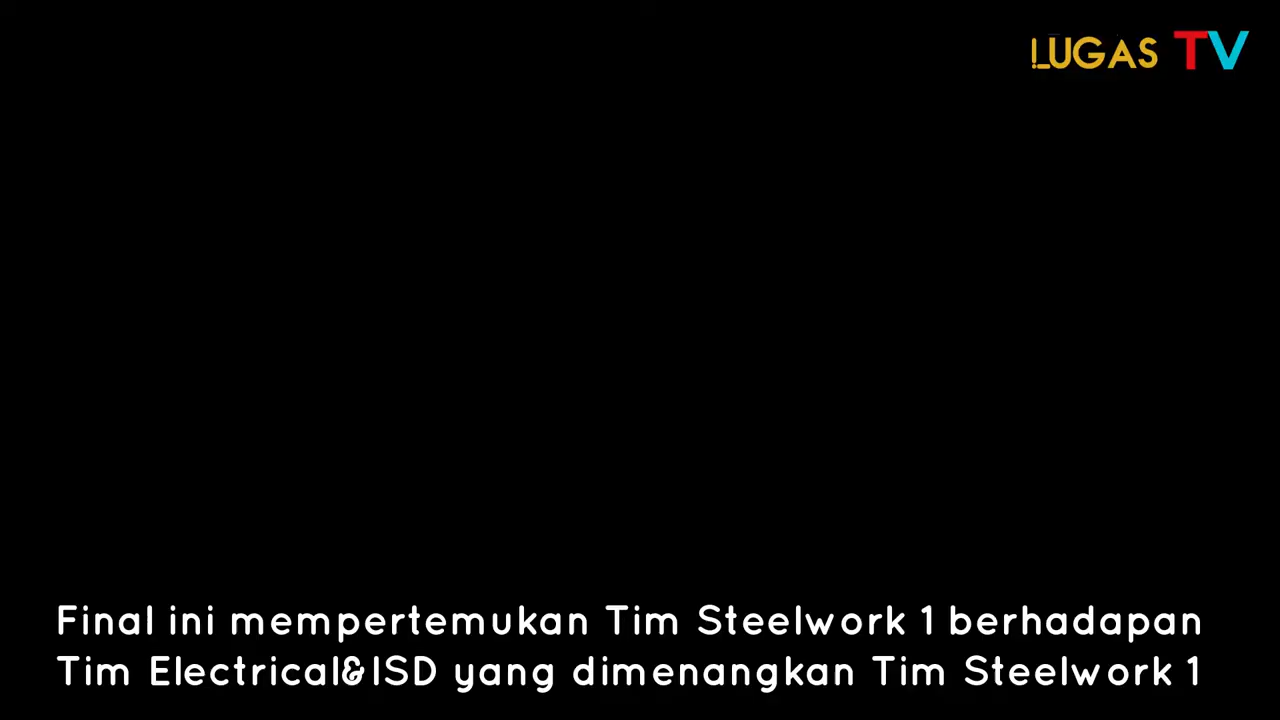 LUGAS TV
Final ini mempertemukan Tim Steelwork 1 berhadapan
Tim Electrical&ISD yang dimenangkan Tim Steelwork 1